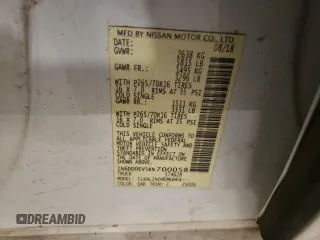 MFD BY NISSAN MOTOR CO., LTD.
DATE: 08/18
GVWR: 2638 KG
5815 LB
GAWR FR.: 1495 KG
3296 LB
WITH P265/70R16 TIRES
16 X 7.0 RIMS AT 35 PSI
COLD SINGLE
GAWR RR.: 1511 KG
3331 LB
WITH P265/70R16 TIRES
16 X 7.0 RIMS AT 35 PSI
COLD SINGLE
THIS VEHICLE CONFORMS TO
ALL APPLICABLE FEDERAL
MOTOR VEHICLE SAFETY AND
THEFT PREVENTION
STANDARDS IN EFFECT ON
THE DATE OF MANUFACTURE
SHOWN ABOVE.
700058
TRUCK
MODEL:
COLOR: QAK TRIM: C
DREAMBID